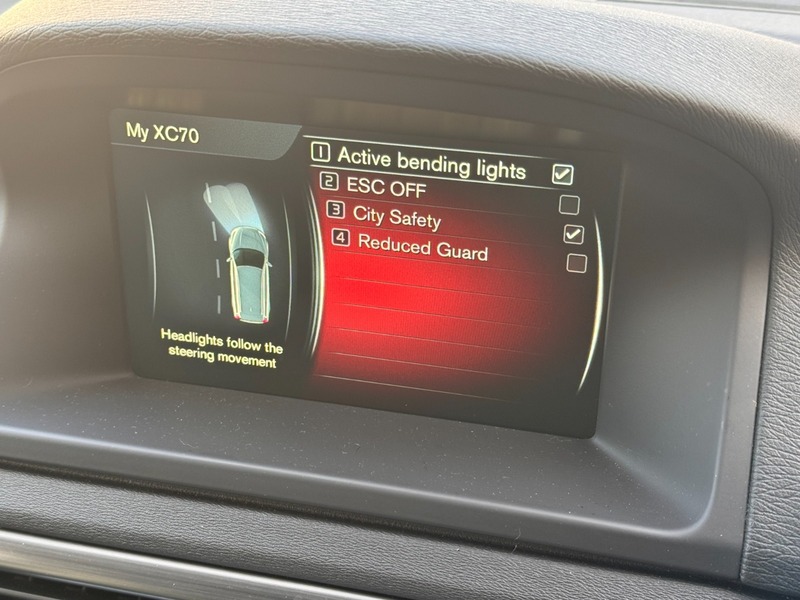 My XC70
1 Active bending lights
2 ESC OFF
3 City Safety
4 Reduced Guard
Headlights follow the
steering movement